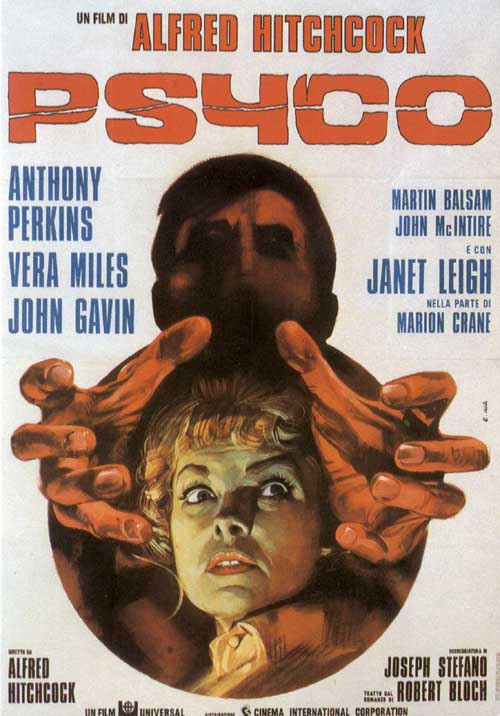 UN FILM DI ALFRED HITCHCOCK
PSYCO
ANTHONY
PERKINS
VERA MILES
JOHN GAVIN
MARTIN BALSAM
JOHN McINTIRE
E CON
JANET LEIGH
NELLA PARTE DI
MARION CRANE
DIRETTO DA
ALFRED
HITCHCOCK
SCENEGGIATURA DI
JOSEPH STEFANO
TRATTO DAL
ROMANZO DI ROBERT BLOCH
UN FILM UNIVERSAL
DISTRIBUZIONE CINEMA INTERNATIONAL CORPORATION